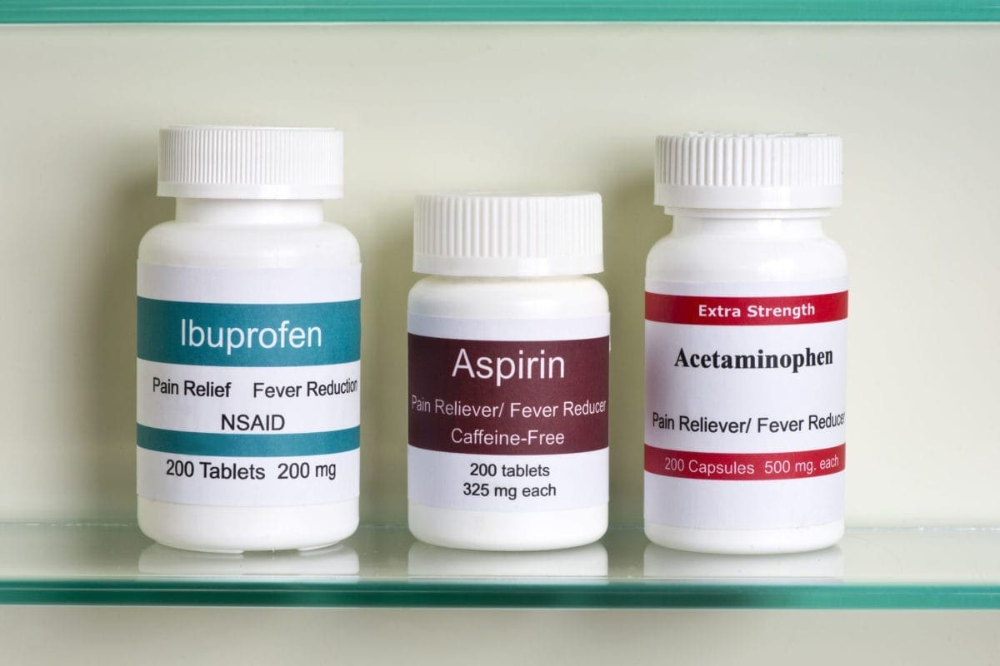 Ibuprofen
Pain Relief Fever Reduction
NSAID
200 Tablets 200 mg
Aspirin
Pain Reliever/ Fever Reducer
Caffeine-Free
200 tablets
325 mg each
Extra Strength
Acetaminophen
Pain Reliever/ Fever Reducer
200 Capsules 500 mg. each